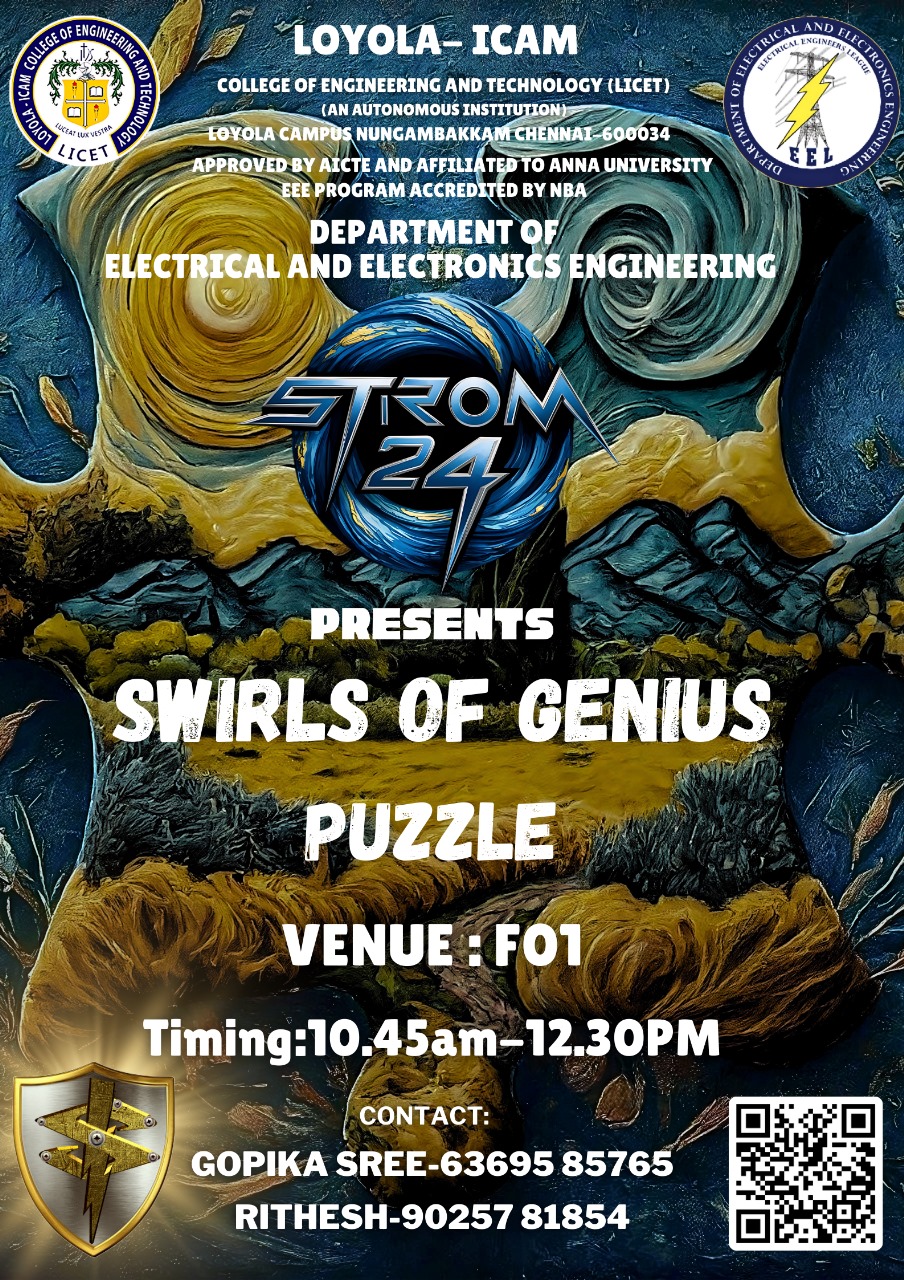 LOYOLA- ICAM
COLLEGE OF ENGINEERING AND TECHNOLOGY (LICET)
(AN AUTONOMOUS INSTITUTION)
LOYOLA CAMPUS NUNGAMBAKKAM CHENNAI-600034
APPROVED BY AICTE AND AFFILIATED TO ANNA UNIVERSITY
EEE PROGRAM ACCREDITED BY NBA
LOYOLA-ICAM COLLEGE OF ENGINEERING AND TECHNOLOGY
LUCEAT LUX VESTRA
LICET
DEPARTMENT OF ELECTRICAL AND ELECTRONICS ENGINEERING
ELECTRICAL ENGINEERS LEAGUE
EEL
DEPARTMENT OF
ELECTRICAL AND ELECTRONICS ENGINEERING
STROM
24
PRESENTS
SWIRLS OF GENIUS
PUZZLE
VENUE : F01
Timing:10.45am-12.30PM
CONTACT:
GOPIKA SREE-63695 85765
RITHESH-90257 81854